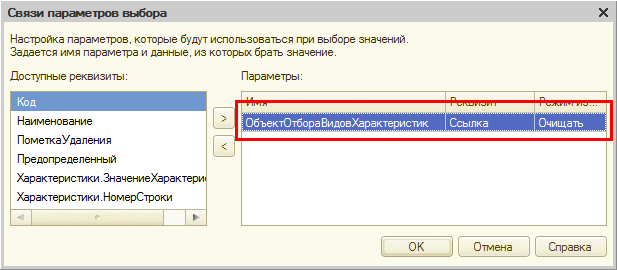 Связи параметров выбора
Настройка параметров, которые будут использоваться при выборе значений.
Задается имя параметра и данные, из которых брать значение.
Доступные реквизиты:
Код
Наименование
ПометкаУдаления
Предопределенный
Характеристики.ЗначениеХарактерис
Характеристики.НомерСтроки
>
<
Параметры:
Имя Реквизит Режим из...
ОбъектОтбораВидовХарактеристик Ссылка Очищать
OK Отмена Справка